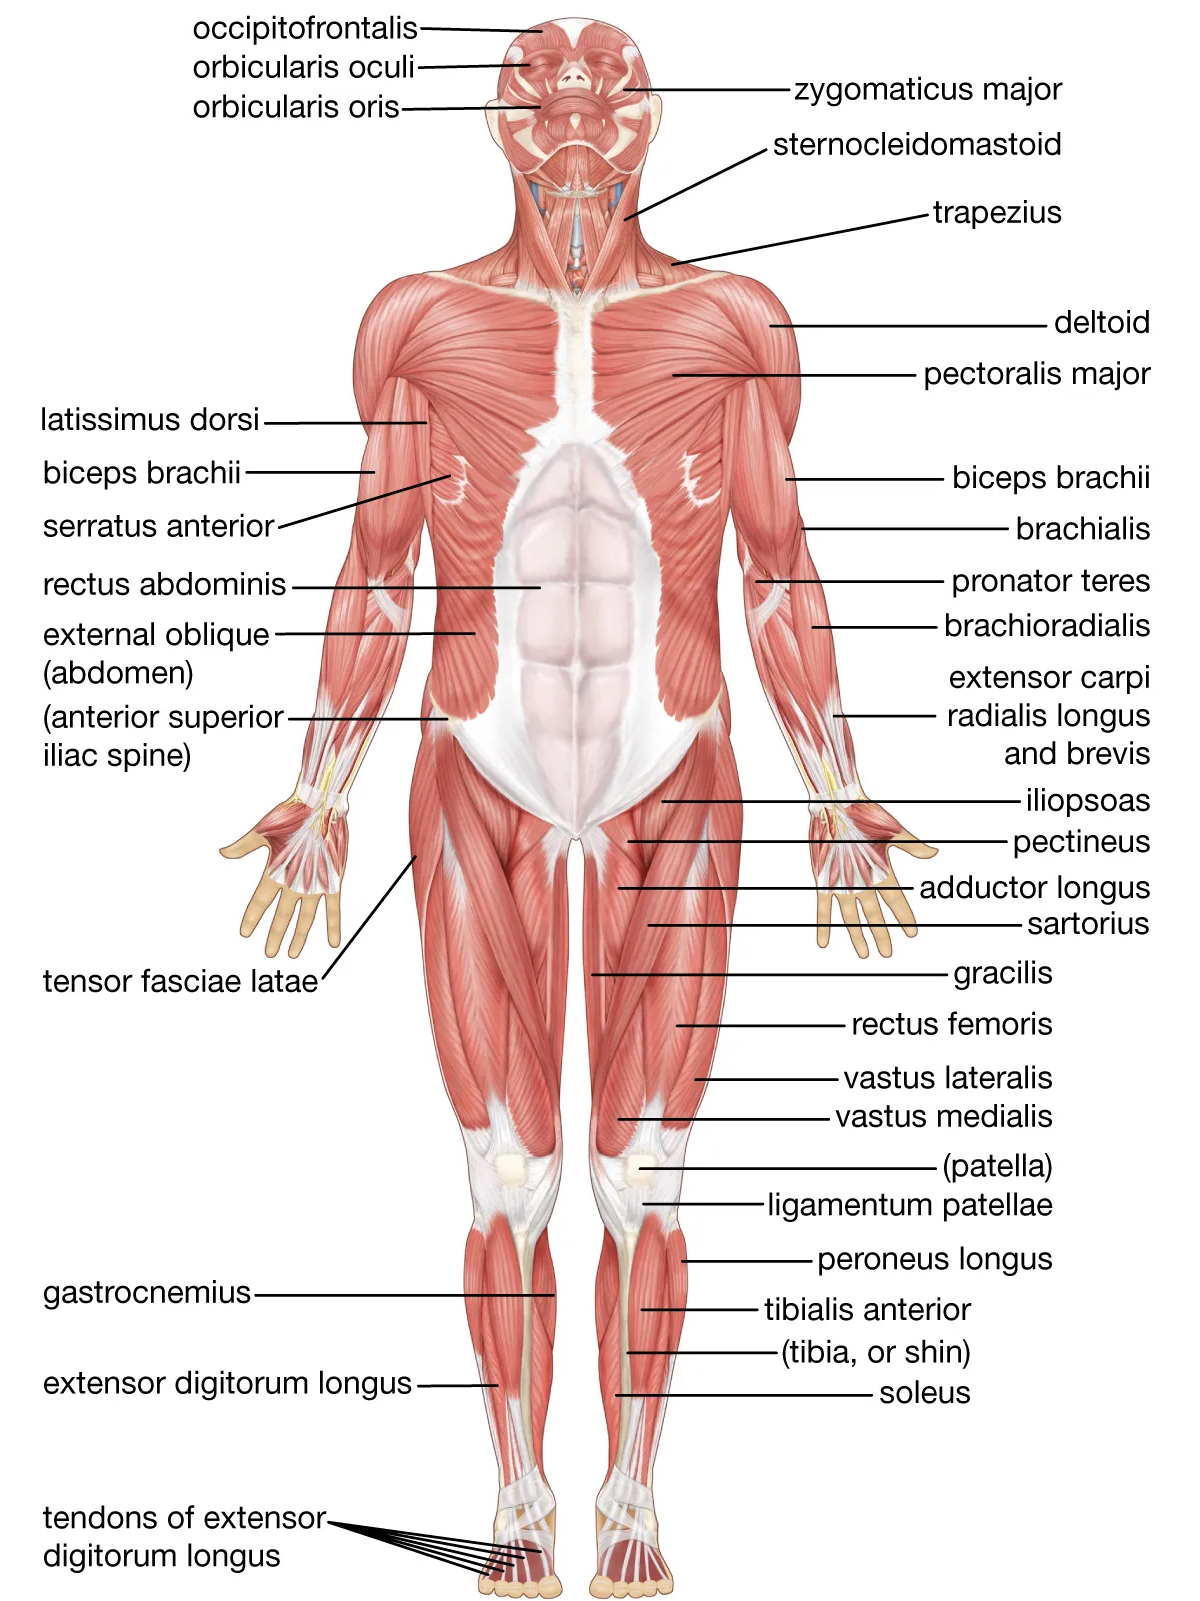 occipitofrontalis
orbicularis oculi
orbicularis oris
zygomaticus major
sternocleidomastoid
trapezius
deltoid
pectoralis major
latissimus dorsi
biceps brachii
serratus anterior
rectus abdominis
external oblique
(abdomen)
(anterior superior
iliac spine)
tensor fasciae latae
biceps brachii
brachialis
pronator teres
brachioradialis
extensor carpi
radialis longus
and brevis
iliopsoas
pectineus
adductor longus
sartorius
gracilis
rectus femoris
vastus lateralis
vastus medialis
(patella)
ligamentum patellae
peroneus longus
tibialis anterior
(tibia, or shin)
soleus
gastrocnemius
extensor digitorum longus
tendons of extensor
digitorum longus